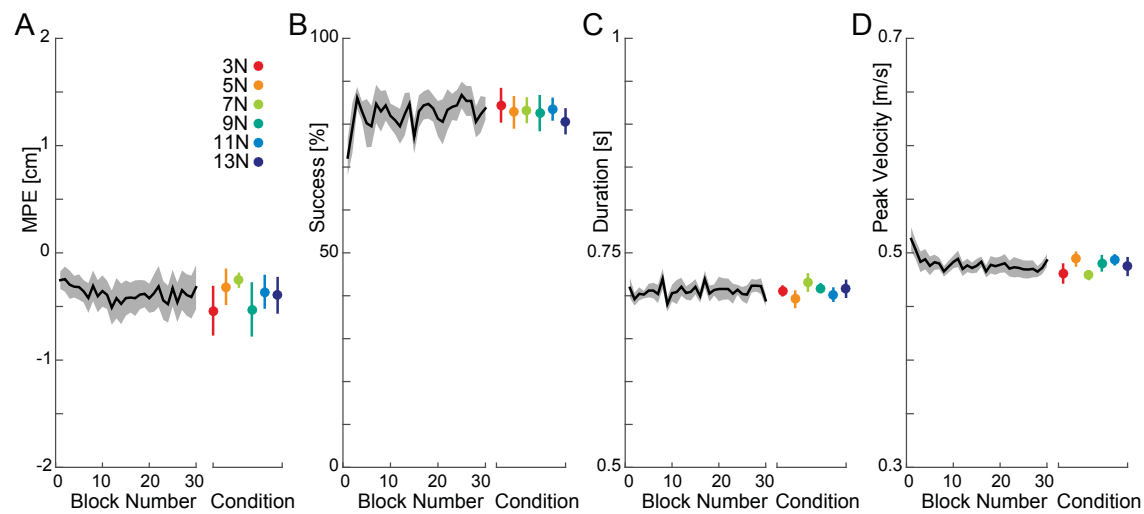 A
MPE [cm]
2
1
0
-1
-2
0
10
20
30
Block Number
Condition
3N
5N
7N
9N
11N
13N
B
Success [%]
100
50
0
0
10
20
30
Block Number
Condition
C
Duration [s]
1
0.75
0.5
0
10
20
30
Block Number
Condition
D
Peak Velocity [m/s]
0.7
0.5
0.3
0
10
20
30
Block Number
Condition